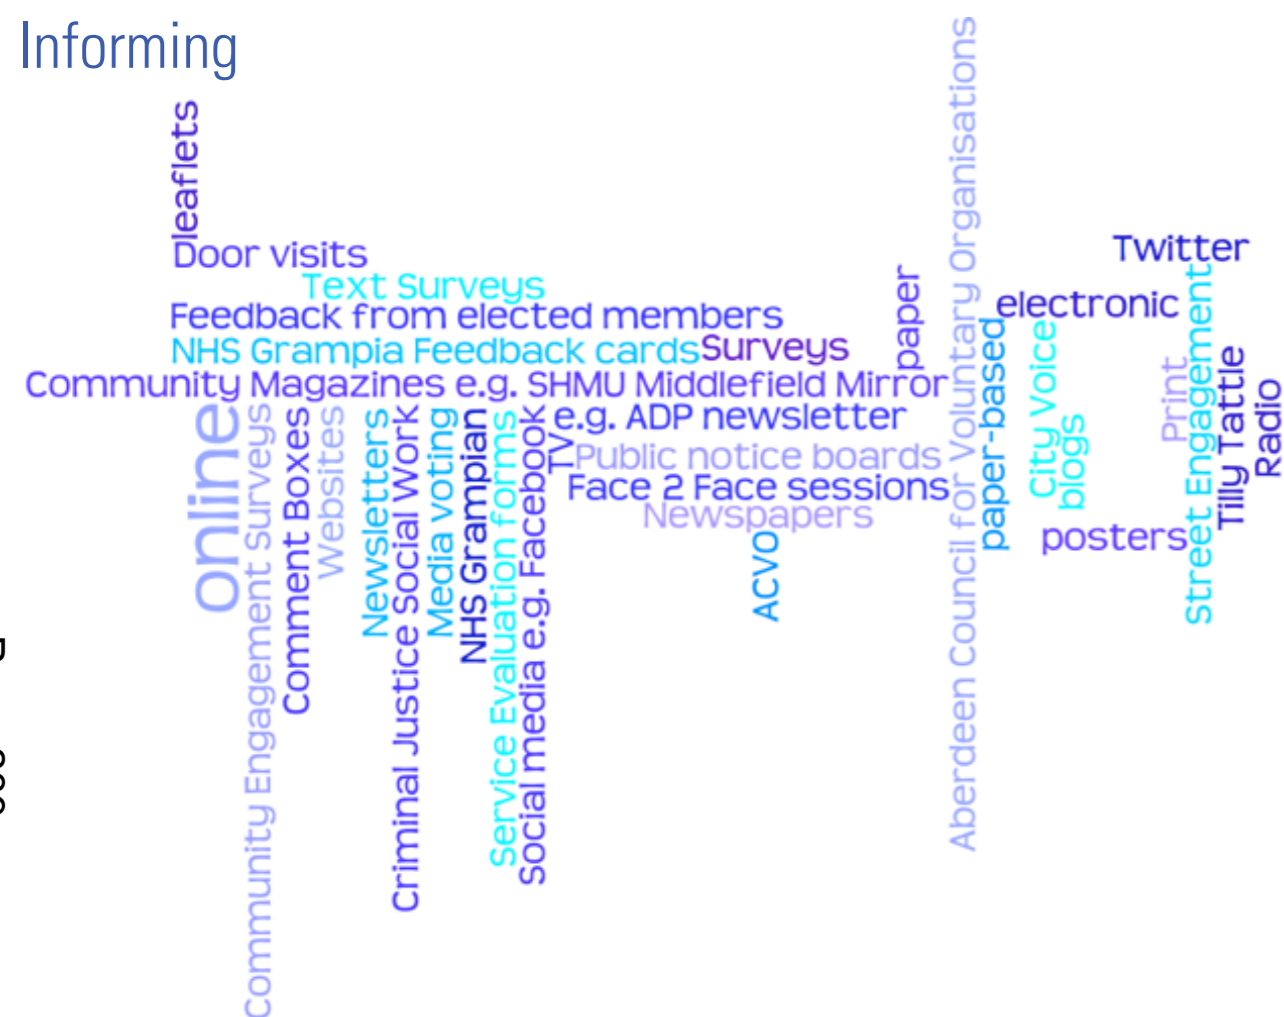 Informing
leaflets
Door visits
Text Surveys
Feedback from elected members
NHS Grampia Feedback cards
Surveys
Community Magazines e.g. SHMU Middlefield Mirror
online
Community Engagement Surveys
Comment Boxes
Websites
Newsletters
Criminal Justice Social Work
Media voting
NHS Grampian
Service Evaluation forms
Social media e.g. Facebook
TV
e.g. ADP newsletter
Public notice boards
Face 2 Face sessions
Newspapers
ACVO
paper
Aberdeen Council for Voluntary Organisations
paper-based
electronic
City Voice
blogs
posters
Twitter
Print
Street Engagement
Tilly Tattle
Radio